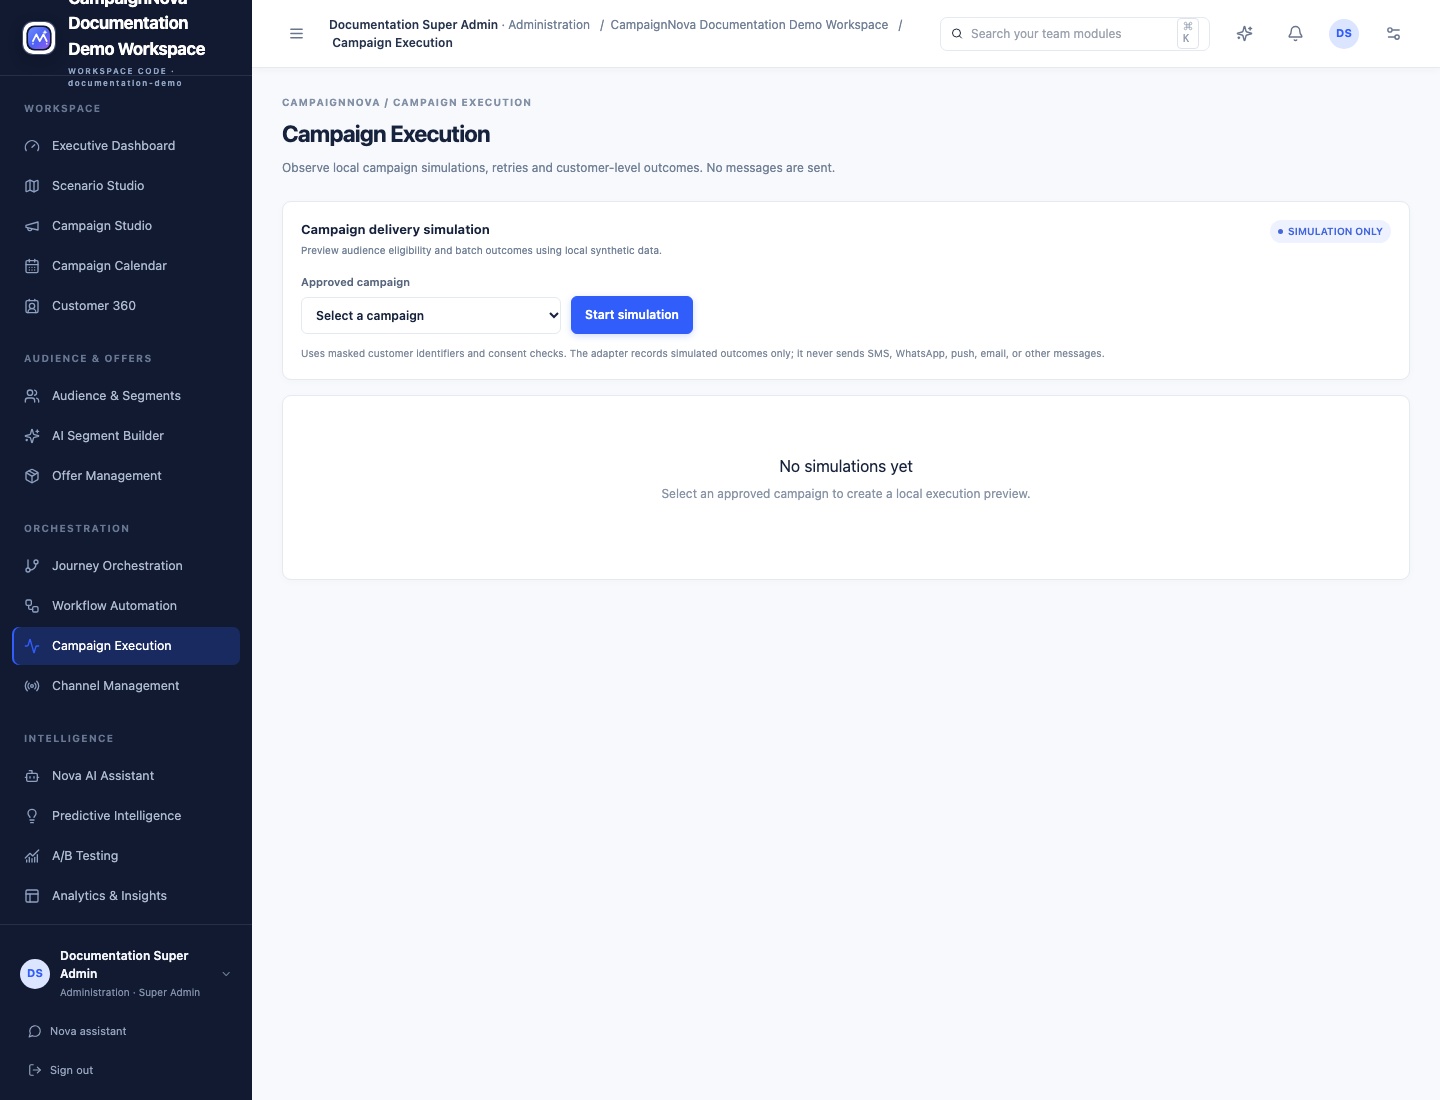 CampaignNova
Documentation
Demo Workspace
WORKSPACE CODE ·
documentation-demo
WORKSPACE
Executive Dashboard
Scenario Studio
Campaign Studio
Campaign Calendar
Customer 360
AUDIENCE & OFFERS
Audience & Segments
AI Segment Builder
Offer Management
ORCHESTRATION
Journey Orchestration
Workflow Automation
Campaign Execution
Channel Management
INTELLIGENCE
Nova AI Assistant
Predictive Intelligence
A/B Testing
Analytics & Insights
DS
Documentation Super
Admin
Administration · Super Admin
Nova assistant
Sign out
Documentation Super Admin · Administration / CampaignNova Documentation Demo Workspace /
Campaign Execution
Search your team modules
⌘
K
DS
CAMPAIGNNOVA / CAMPAIGN EXECUTION
Campaign Execution
Observe local campaign simulations, retries and customer-level outcomes. No messages are sent.
Campaign delivery simulation
SIMULATION ONLY
Preview audience eligibility and batch outcomes using local synthetic data.
Approved campaign
Select a campaign
Start simulation
Uses masked customer identifiers and consent checks. The adapter records simulated outcomes only; it never sends SMS, WhatsApp, push, email, or other messages.
No simulations yet
Select an approved campaign to create a local execution preview.